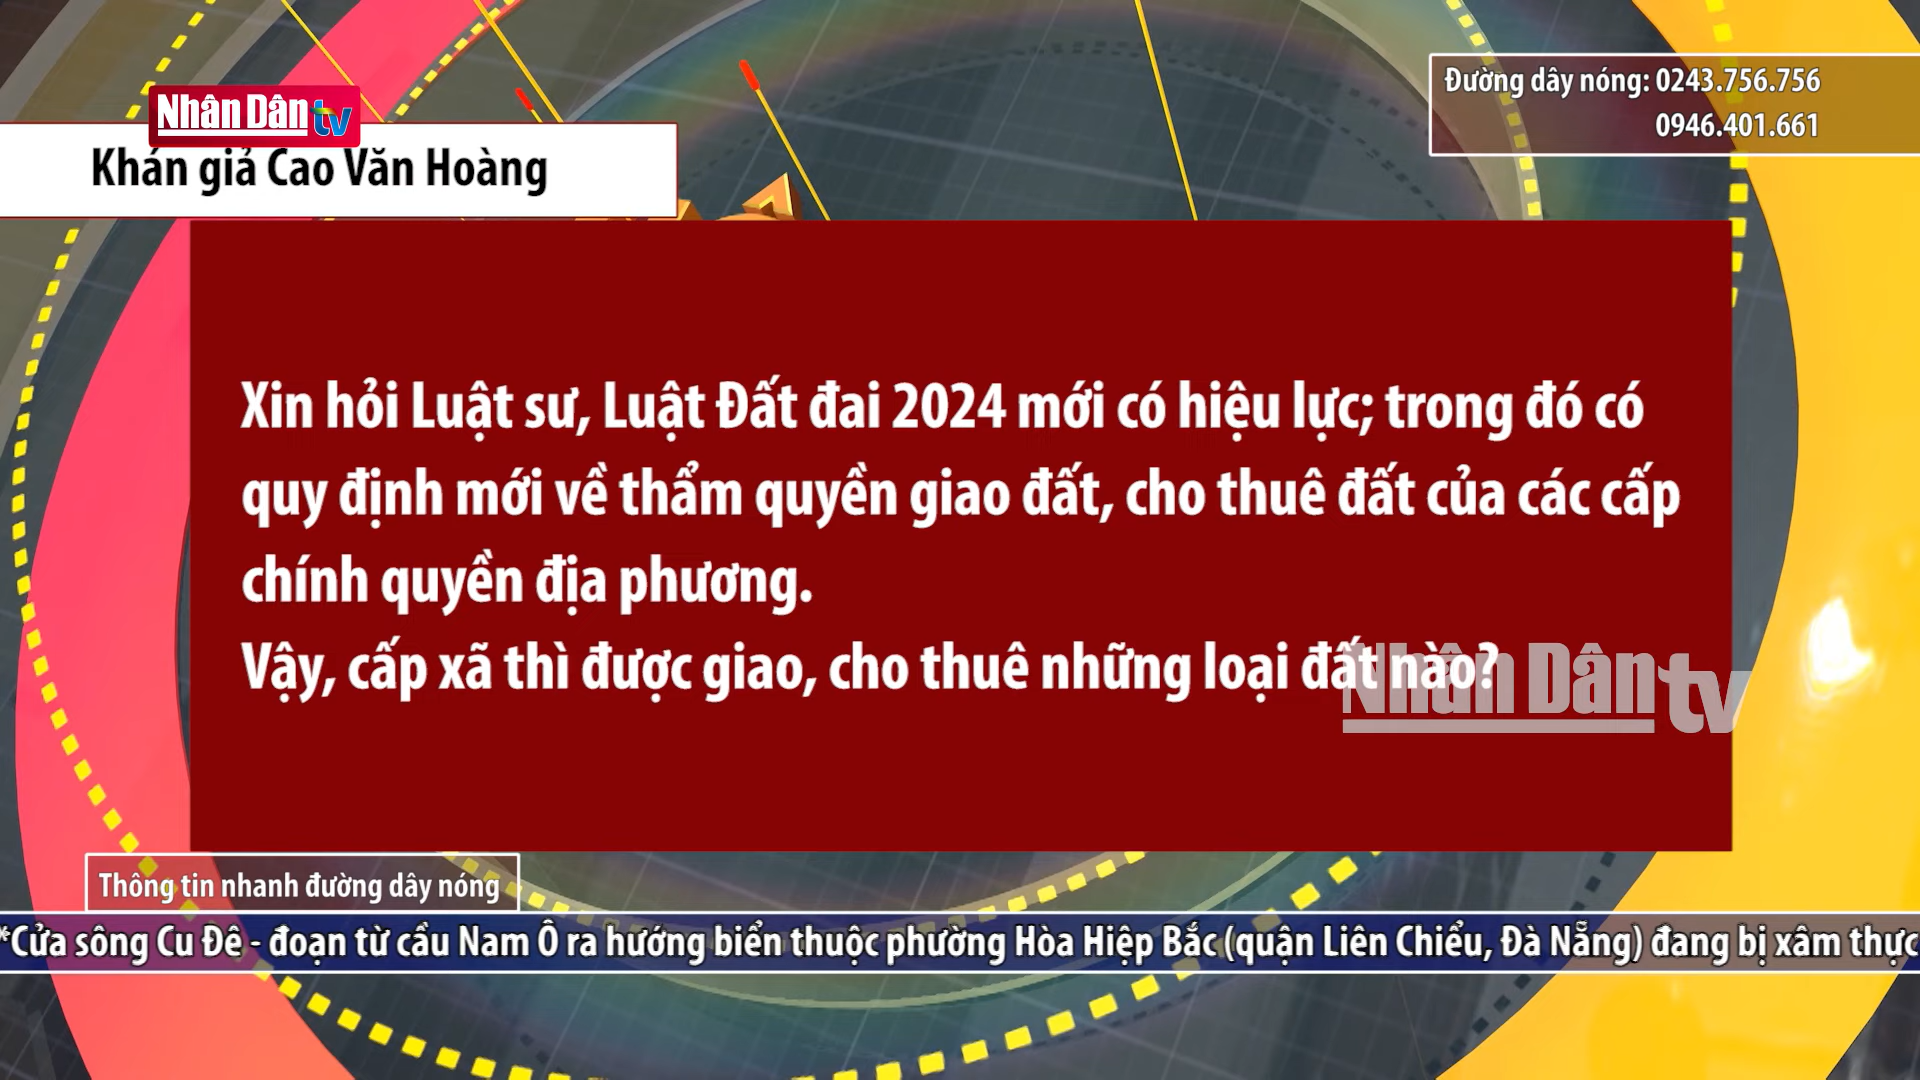 Nhân Dân tv
Đường dây nóng: 0243.756.756
0946.401.661
Khán giả Cao Văn Hoàng
Xin hỏi Luật sư, Luật Đất đai 2024 mới có hiệu lực; trong đó có
quy định mới về thẩm quyền giao đất, cho thuê đất của các cấp
chính quyền địa phương.
Vậy, cấp xã thì được giao, cho thuê những loại đất nào?
Nhân Dân tv
Thông tin nhanh đường dây nóng
*Cửa sông Cu Đê - đoạn từ cầu Nam Ô ra hướng biển thuộc phường Hòa Hiệp Bắc (quận Liên Chiểu, Đà Nẵng) đang bị xâm thực